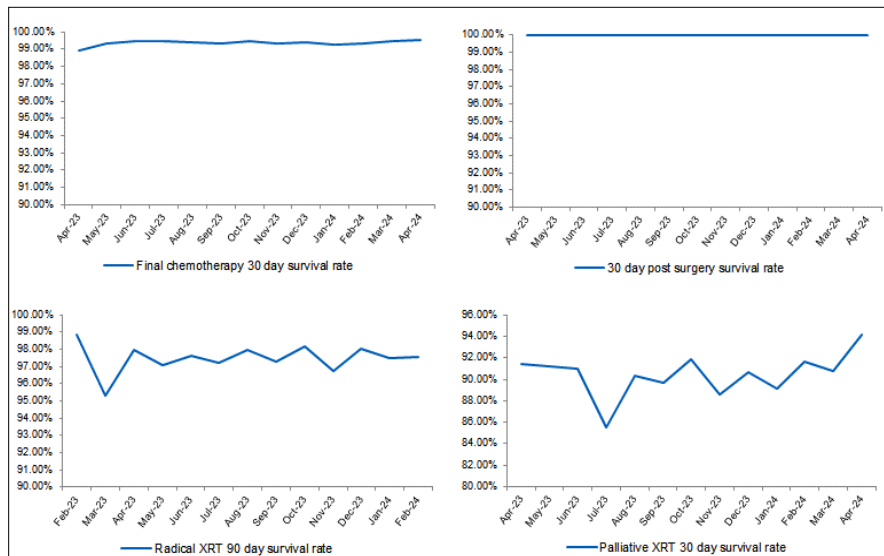 100.00%
99.00%
98.00%
97.00%
96.00%
95.00%
94.00%
93.00%
92.00%
91.00%
90.00%
Apr-23
May-23
Jun-23
Jul-23
Aug-23
Sep-23
Oct-23
Nov-23
Dec-23
Jan-24
Feb-24
Mar-24
Apr-24
Final chemotherapy 30 day survival rate
100.00%
99.00%
98.00%
97.00%
96.00%
95.00%
94.00%
93.00%
92.00%
91.00%
90.00%
Apr-23
May-23
Jun-23
Jul-23
Aug-23
Sep-23
Oct-23
Nov-23
Dec-23
Jan-24
Feb-24
Mar-24
Apr-24
30 day post surgery survival rate
100.00%
99.00%
98.00%
97.00%
96.00%
95.00%
94.00%
93.00%
92.00%
91.00%
90.00%
Feb-23
Mar-23
Apr-23
May-23
Jun-23
Jul-23
Aug-23
Sep-23
Oct-23
Nov-23
Dec-23
Jan-24
Feb-24
Radical XRT 90 day survival rate
96.00%
94.00%
92.00%
90.00%
88.00%
86.00%
84.00%
82.00%
80.00%
Apr-23
May-23
Jun-23
Jul-23
Aug-23
Sep-23
Oct-23
Nov-23
Dec-23
Jan-24
Feb-24
Mar-24
Apr-24
Palliative XRT 30 day survival rate